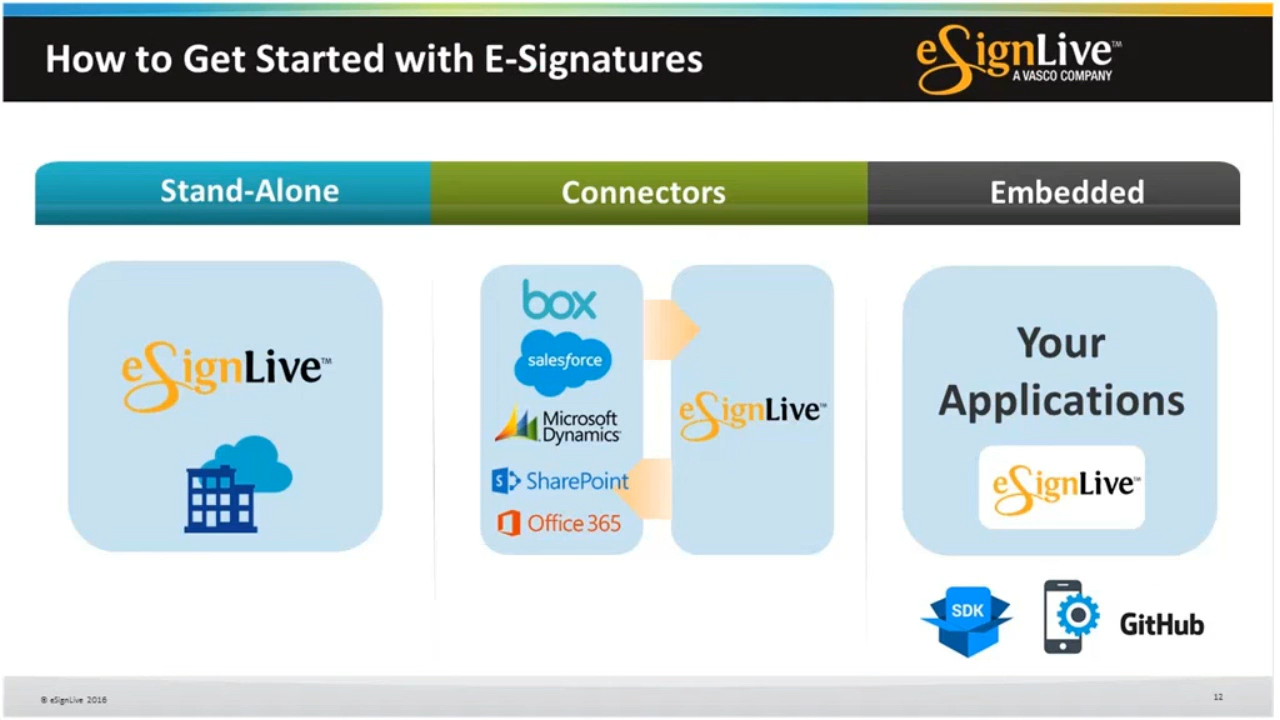 How to Get Started with E-Signatures
eSignLive™
A VASCO COMPANY
Stand-Alone
Connectors
Embedded
eSignLive™
box
salesforce
Microsoft
Dynamics
SharePoint
Office 365
eSignLive™
Your
Applications
eSignLive™
SDK
GitHub
© eSignLive 2016
12